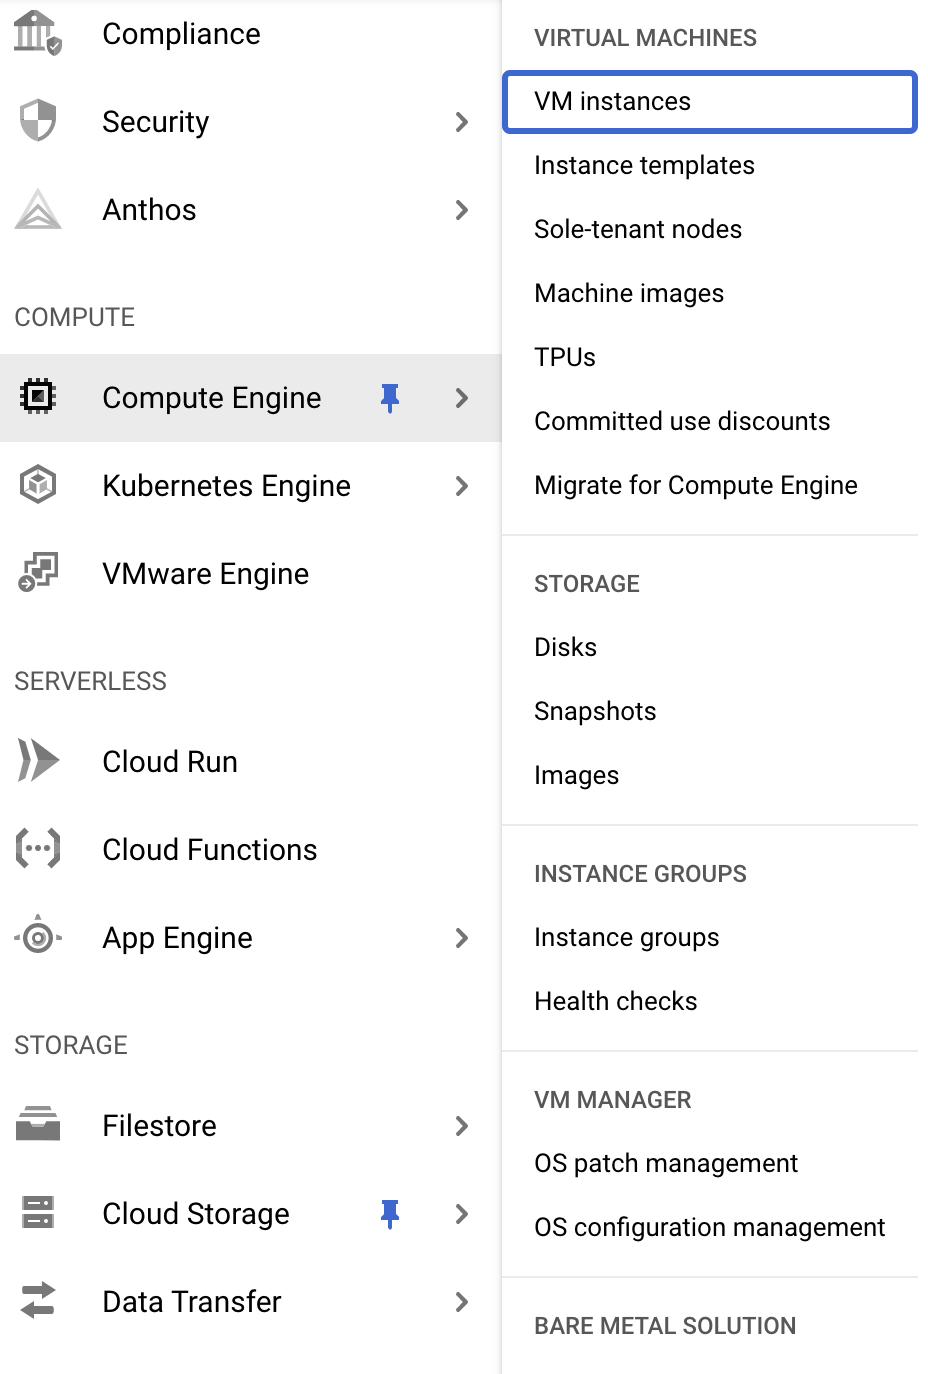 Compliance
Security
Anthos
COMPUTE
Compute Engine
Kubernetes Engine
VMware Engine
SERVERLESS
Cloud Run
Cloud Functions
App Engine
STORAGE
Filestore
Cloud Storage
Data Transfer
VIRTUAL MACHINES
VM instances
Instance templates
Sole-tenant nodes
Machine images
TPUs
Committed use discounts
Migrate for Compute Engine
STORAGE
Disks
Snapshots
Images
INSTANCE GROUPS
Instance groups
Health checks
VM MANAGER
OS patch management
OS configuration management
BARE METAL SOLUTION